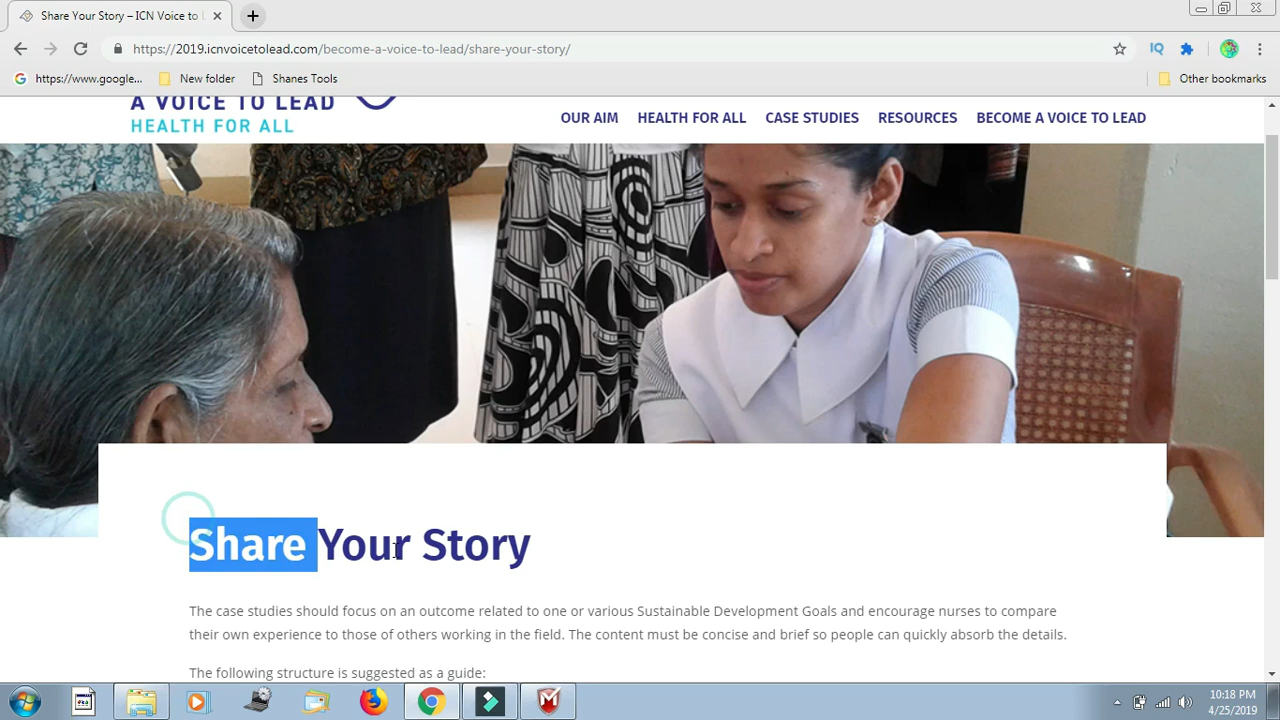 Share Your Story – ICN Voice to L
https://2019.icnvoicetolead.com/become-a-voice-to-lead/share-your-story/
IQ
https://www.google...
New folder
Shanes Tools
Other bookmarks
A VOICE TO LEAD
HEALTH FOR ALL
OUR AIM
HEALTH FOR ALL
CASE STUDIES
RESOURCES
BECOME A VOICE TO LEAD
Share Your Story
The case studies should focus on an outcome related to one or various Sustainable Development Goals and encourage nurses to compare
their own experience to those of others working in the field. The content must be concise and brief so people can quickly absorb the details.
The following structure is suggested as a guide:
10:18 PM
4/25/2019